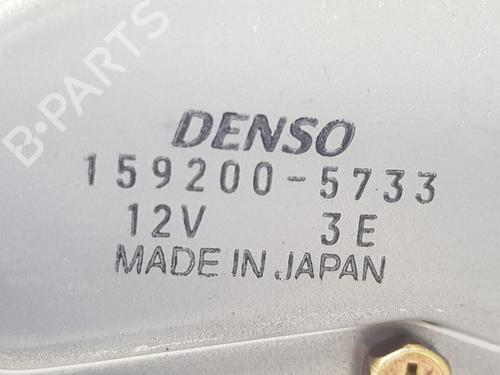 B-PARTS
DENSO
159200-5733
12V 3E
MADE IN JAPAN